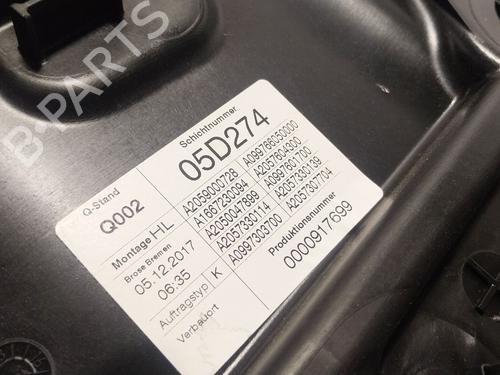 B-PARTS
Q-Stand
Q002
Schichtnummer
05D274
Montage HL
Brose Bremen
05.12.2017
06:35
Auftragstyp K
Verbauort
A2059000728 A0997660500000
A1667230094 A2057604300
A2050047899 A0997601700
A2057330114 A2057330139
A0997303700 A2057307704
Produktionsnummer
0000917699